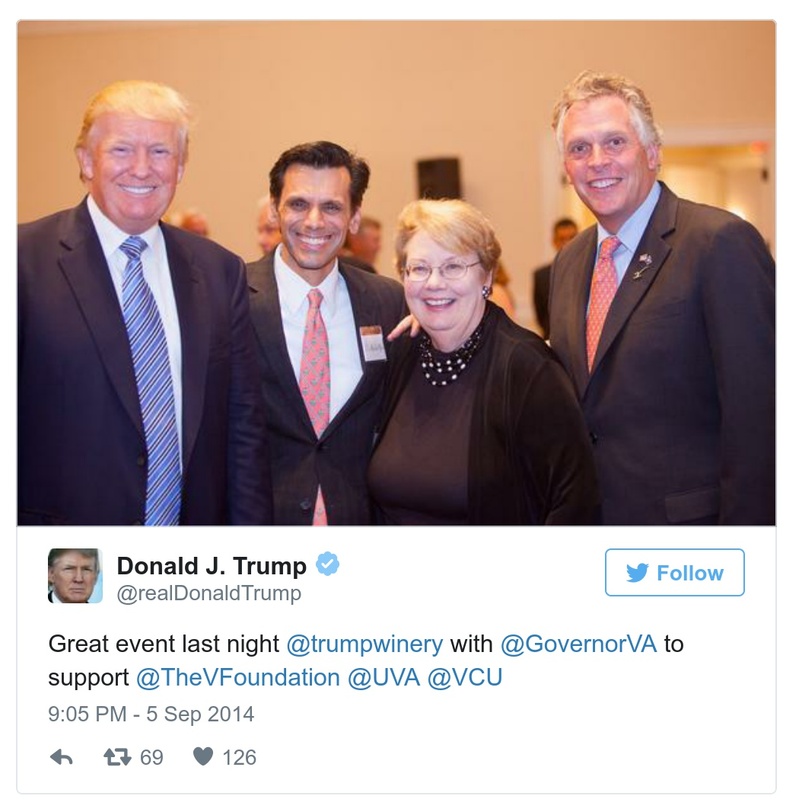 Donald J. Trump
@realDonaldTrump
Follow
Great event last night @trumpwinery with @GovernorVA to
support @TheVFoundation @UVA @VCU
9:05 PM - 5 Sep 2014
69 126